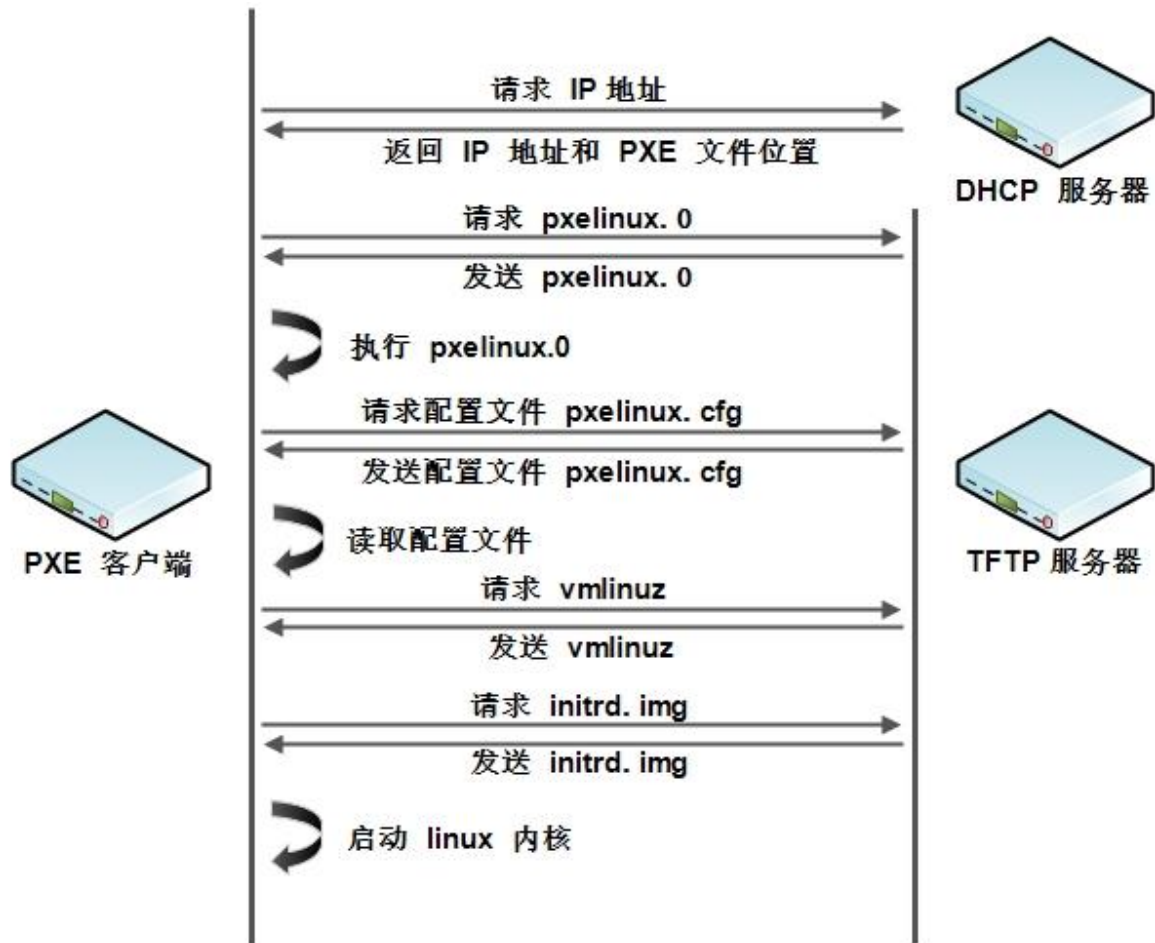 请求 IP 地址
返回 IP 地址和 PXE 文件位置
DHCP 服务器
请求 pxelinux. 0
发送 pxelinux. 0
执行 pxelinux.0
请求配置文件 pxelinux. cfg
发送配置文件 pxelinux. cfg
PXE 客户端
读取配置文件
TFTP 服务器
请求 vmlinuz
发送 vmlinuz
请求 initrd. img
发送 initrd. img
启动 linux 内核